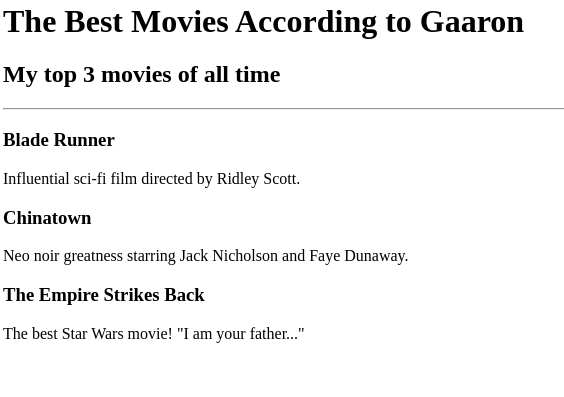 The Best Movies According to Gaaron
My top 3 movies of all time
Blade Runner
Influential sci-fi film directed by Ridley Scott.
Chinatown
Neo noir greatness starring Jack Nicholson and Faye Dunaway.
The Empire Strikes Back
The best Star Wars movie! "I am your father..."